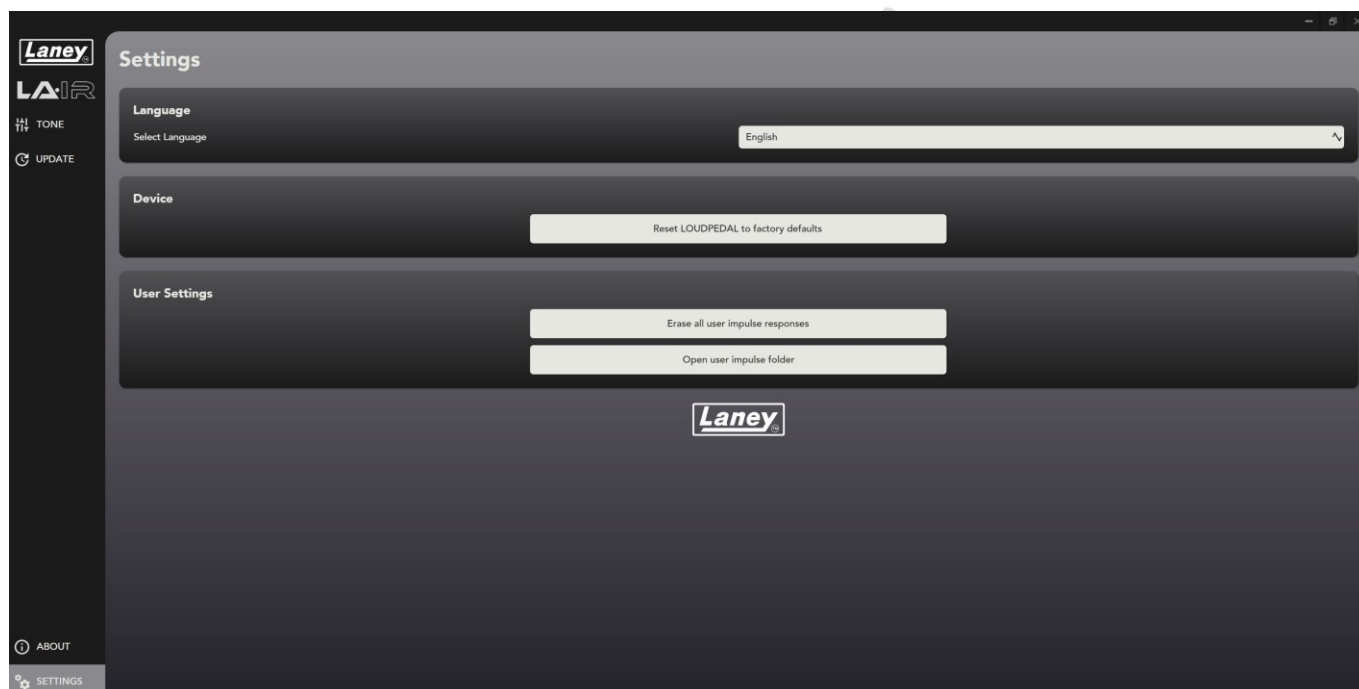 Laney
LA·IR
TONE
UPDATE
Settings
Language
Select Language
English
Device
Reset LOUDPEDAL to factory defaults
User Settings
Erase all user impulse responses
Open user impulse folder
Laney
ABOUT
SETTINGS